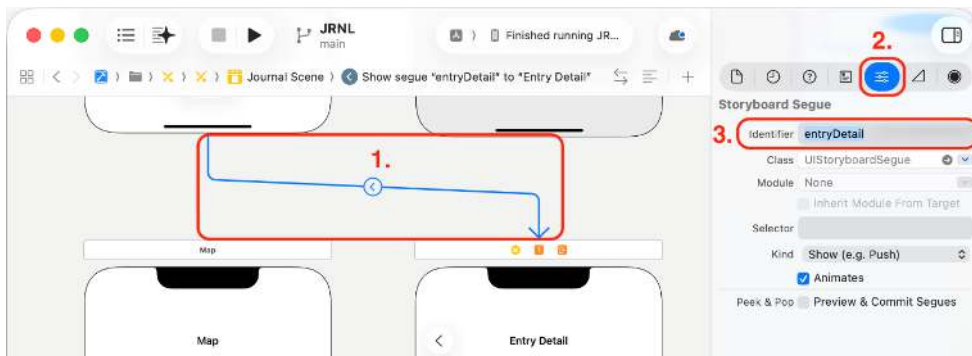 JRNL
main
Finished running JR...
2.
Journal Scene
Show segue "entryDetail" to "Entry Detail"
Storyboard Segue
3.
Identifier entryDetail
1.
Class UIStoryboardSegue
Module None
Inherit Module From Target
Selector
Map
Kind Show (e.g. Push)
Animates
Peek & Pop Preview & Commit Segues
Map
Entry Detail